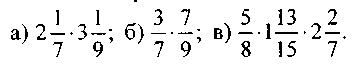 а) 2 1/7 · 3 1/9; б) 3/7 · 7/9; в) 5/8 · 1 13/15 · 2 2/7.